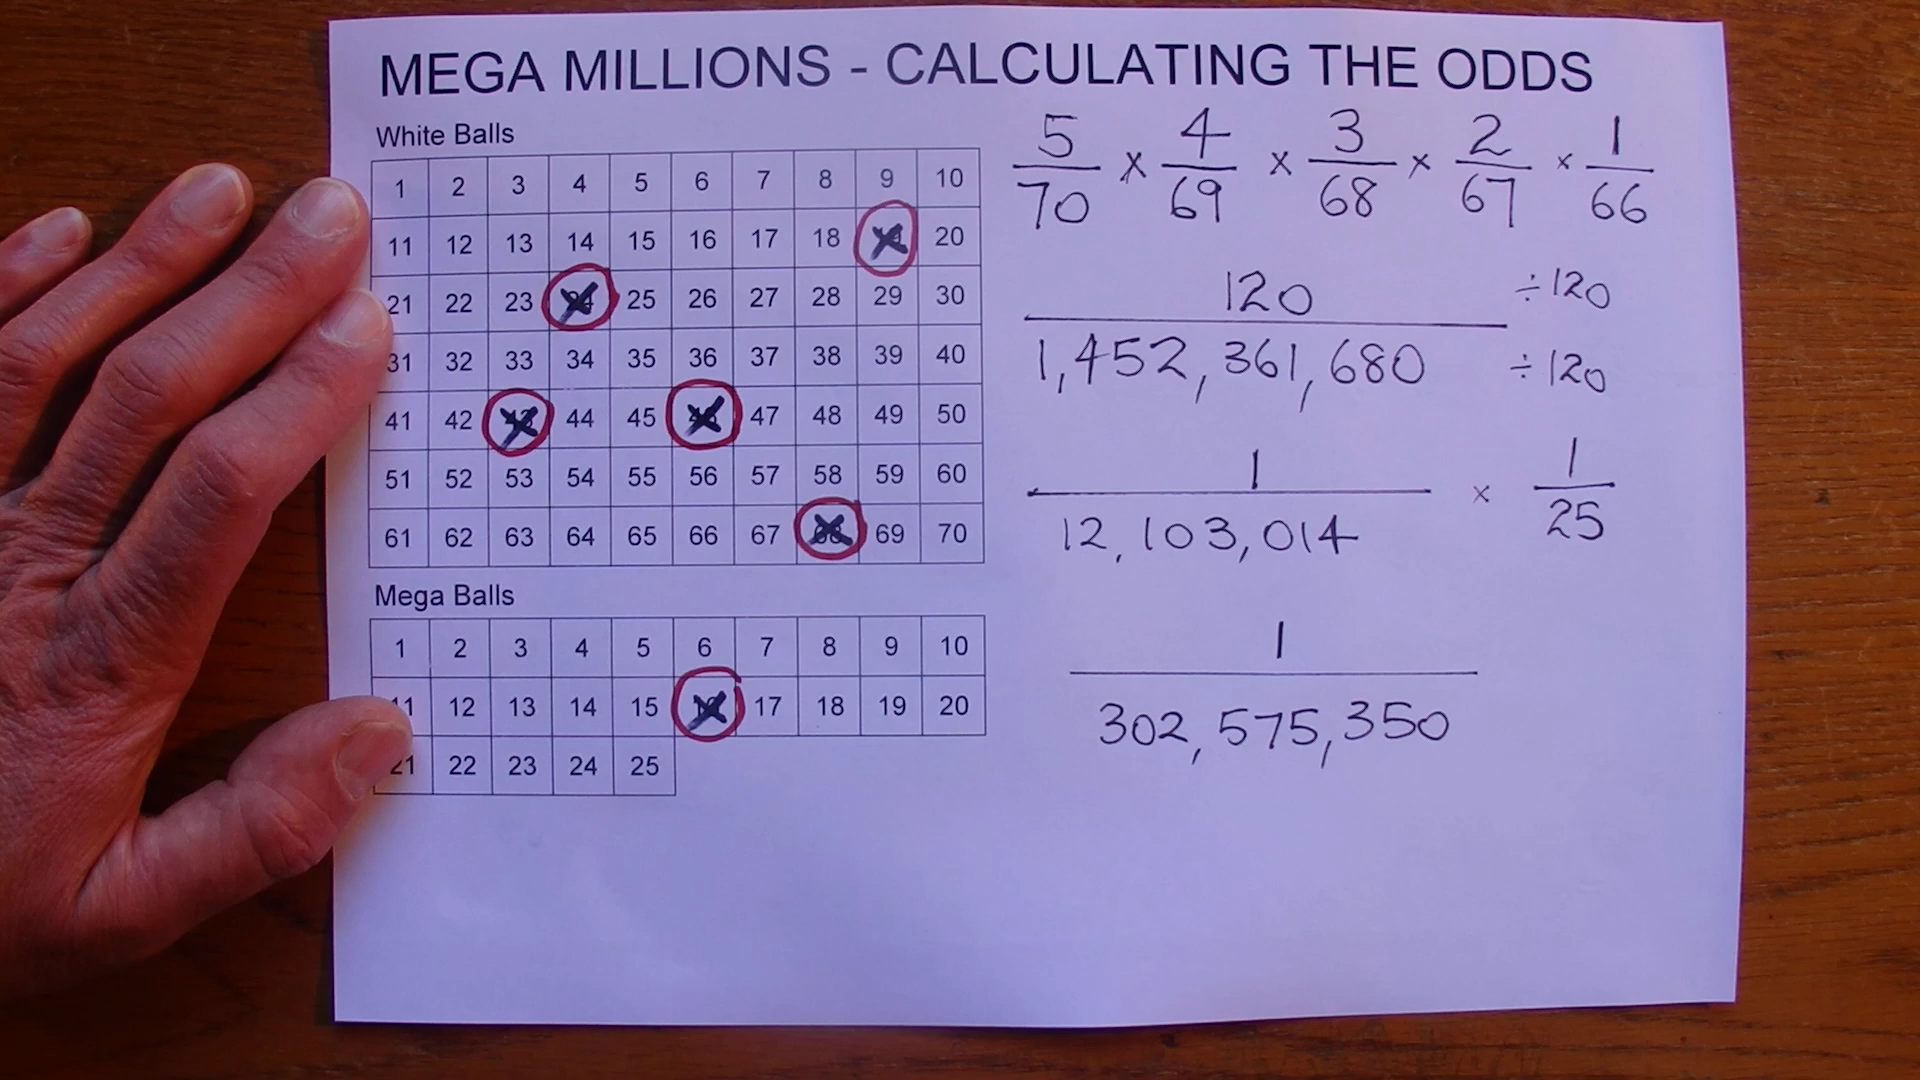 MEGA MILLIONS - CALCULATING THE ODDS
White Balls
1 2 3 4 5 6 7 8 9 10
11 12 13 14 15 16 17 18 20
21 22 23 25 26 27 28 29 30
31 32 33 34 35 36 37 38 39 40
41 42 44 45 47 48 49 50
51 52 53 54 55 56 57 58 59 60
61 62 63 64 65 66 67 69 70
Mega Balls
1 2 3 4 5 6 7 8 9 10
11 12 13 14 15 17 18 19 20
21 22 23 24 25
5/70 × 4/69 × 3/68 × 2/67 × 1/66
120 ÷120
1,452,361,680 ÷120
1/12,103,014 × 1/25
1
302,575,350